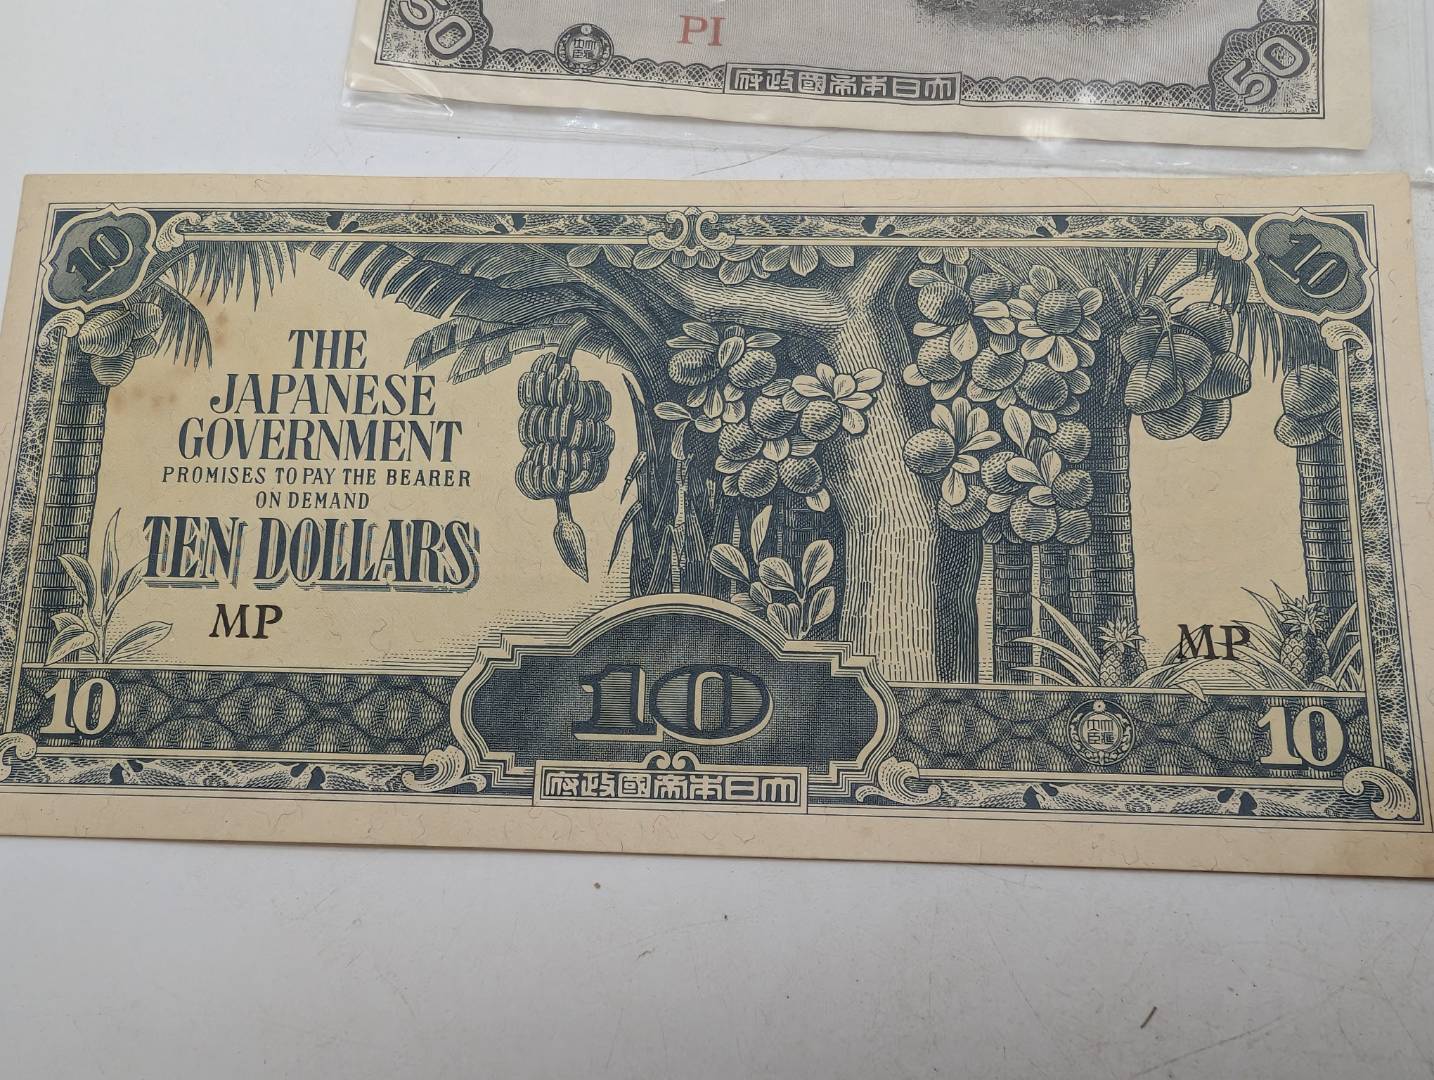 50
PI
50
府政國帝本日大
10
10
THE
JAPANESE
GOVERNMENT
PROMISES TO PAY THE BEARER
ON DEMAND
TEN DOLLARS
MP
MP
10
10
10
府政國帝本日大